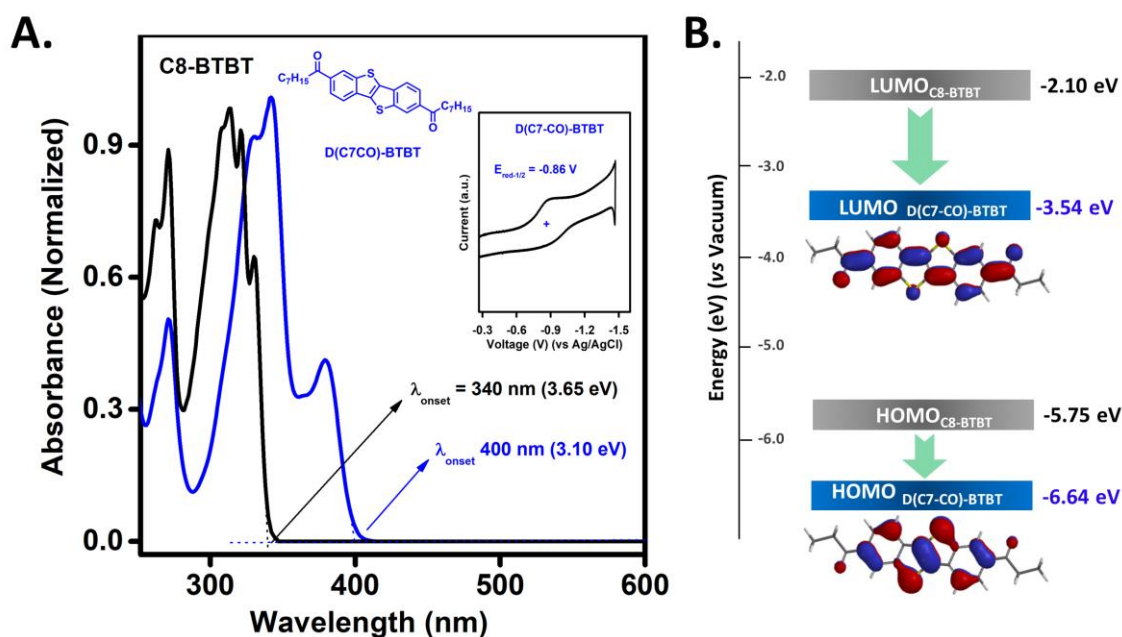 A.
C8-BTBT
O
C7H15
S
S
C7H15
O
D(C7CO)-BTBT
D(C7-CO)-BTBT
Ered-1/2 = -0.86 V
+
Current (a.u.)
-0.3 -0.6 -0.9 -1.2 -1.5
Voltage (V) (vs Ag/AgCl)
λonset = 340 nm (3.65 eV)
λonset 400 nm (3.10 eV)
Absorbance (Normalized)
0.9
0.6
0.3
0.0
300 400 500 600
Wavelength (nm)
B.
Energy (eV) (vs Vacuum)
-2.0
-3.0
-4.0
-5.0
-6.0
LUMOC8-BTBT -2.10 eV
LUMO D(C7-CO)-BTBT -3.54 eV
HOMOC8-BTBT -5.75 eV
HOMO D(C7-CO)-BTBT -6.64 eV